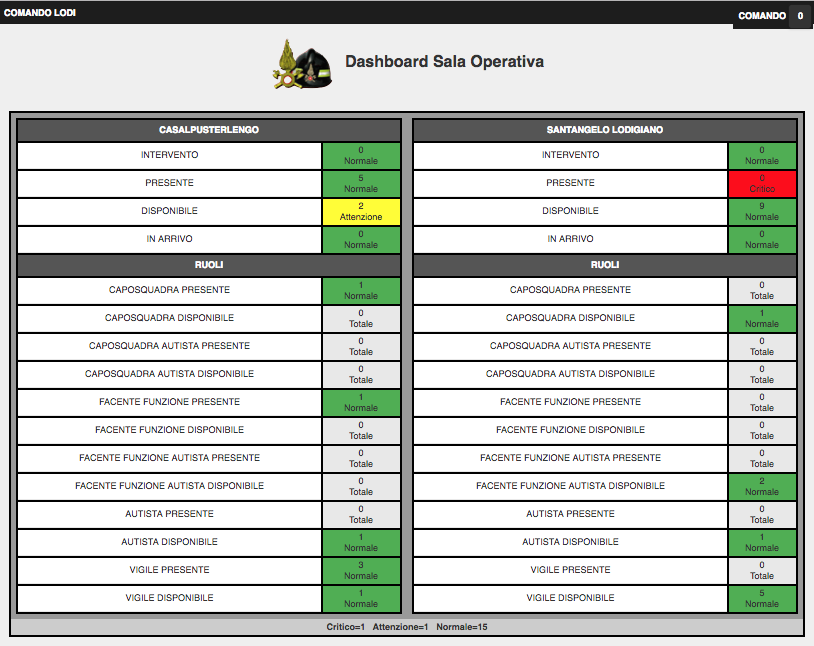 COMANDO LODI
COMANDO 0
Dashboard Sala Operativa
CASALPUSTERLENGO
INTERVENTO
0
Normale
PRESENTE
5
Normale
DISPONIBILE
2
Attenzione
IN ARRIVO
0
Normale
RUOLI
CAPOSQUADRA PRESENTE
1
Normale
CAPOSQUADRA DISPONIBILE
0
Totale
CAPOSQUADRA AUTISTA PRESENTE
0
Totale
CAPOSQUADRA AUTISTA DISPONIBILE
0
Totale
FACENTE FUNZIONE PRESENTE
1
Normale
FACENTE FUNZIONE DISPONIBILE
0
Totale
FACENTE FUNZIONE AUTISTA PRESENTE
0
Totale
FACENTE FUNZIONE AUTISTA DISPONIBILE
0
Totale
AUTISTA PRESENTE
0
Totale
AUTISTA DISPONIBILE
1
Normale
VIGILE PRESENTE
3
Normale
VIGILE DISPONIBILE
1
Normale
SANTANGELO LODIGIANO
INTERVENTO
0
Normale
PRESENTE
0
Critico
DISPONIBILE
9
Normale
IN ARRIVO
0
Normale
RUOLI
CAPOSQUADRA PRESENTE
0
Totale
CAPOSQUADRA DISPONIBILE
1
Normale
CAPOSQUADRA AUTISTA PRESENTE
0
Totale
CAPOSQUADRA AUTISTA DISPONIBILE
0
Totale
FACENTE FUNZIONE PRESENTE
0
Totale
FACENTE FUNZIONE DISPONIBILE
0
Totale
FACENTE FUNZIONE AUTISTA PRESENTE
0
Totale
FACENTE FUNZIONE AUTISTA DISPONIBILE
2
Normale
AUTISTA PRESENTE
0
Totale
AUTISTA DISPONIBILE
1
Normale
VIGILE PRESENTE
0
Totale
VIGILE DISPONIBILE
5
Normale
Critico=1 Attenzione=1 Normale=15